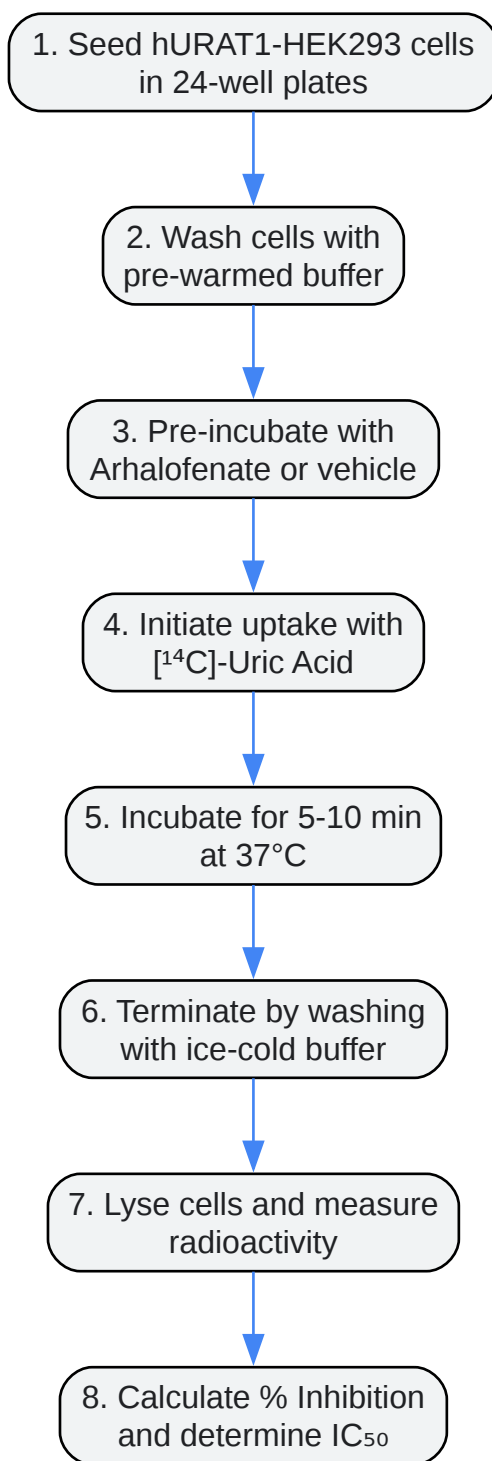 1. Seed hURAT1-HEK293 cells
in 24-well plates
2. Wash cells with
pre-warmed buffer
3. Pre-incubate with
Arhalofenate or vehicle
4. Initiate uptake with
[¹⁴C]-Uric Acid
5. Incubate for 5-10 min
at 37°C
6. Terminate by washing
with ice-cold buffer
7. Lyse cells and measure
radioactivity
8. Calculate % Inhibition
and determine IC₅₀